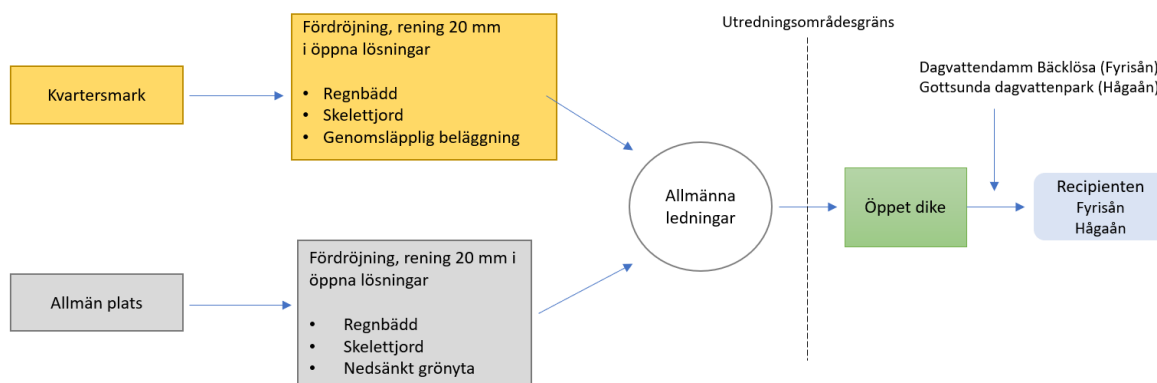 Kvartersmark
Fördröjning, rening 20 mm
i öppna lösningar
• Regnbädd
• Skelettjord
• Genomsläpplig beläggning
Allmän plats
Fördröjning, rening 20 mm i
öppna lösningar
• Regnbädd
• Skelettjord
• Nedsänkt grönyta
Allmänna
ledningar
Utredningsområdesgräns
Öppet dike
Dagvattendamm Bäcklösa (Fyrisån)
Gottsunda dagvattenpark (Hågaån)
Recipienten
Fyrisån
Hågaån